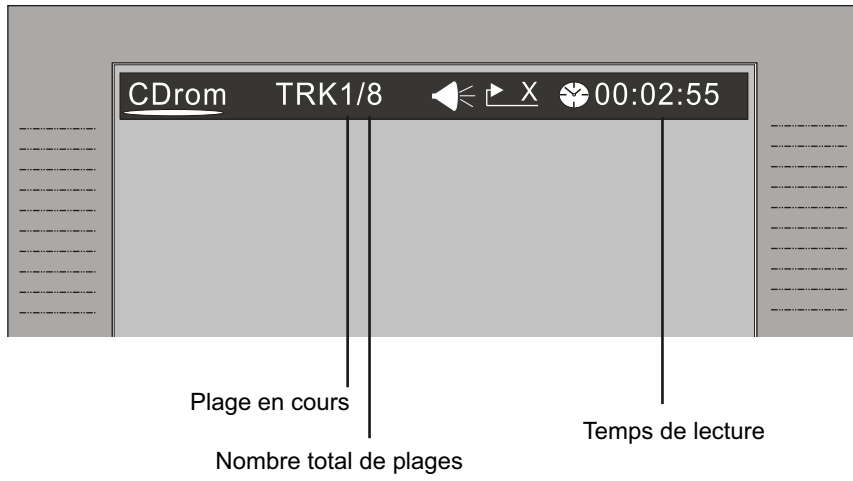 CDrom TRK1/8 X 00:02:55
Plage en cours
Temps de lecture
Nombre total de plages